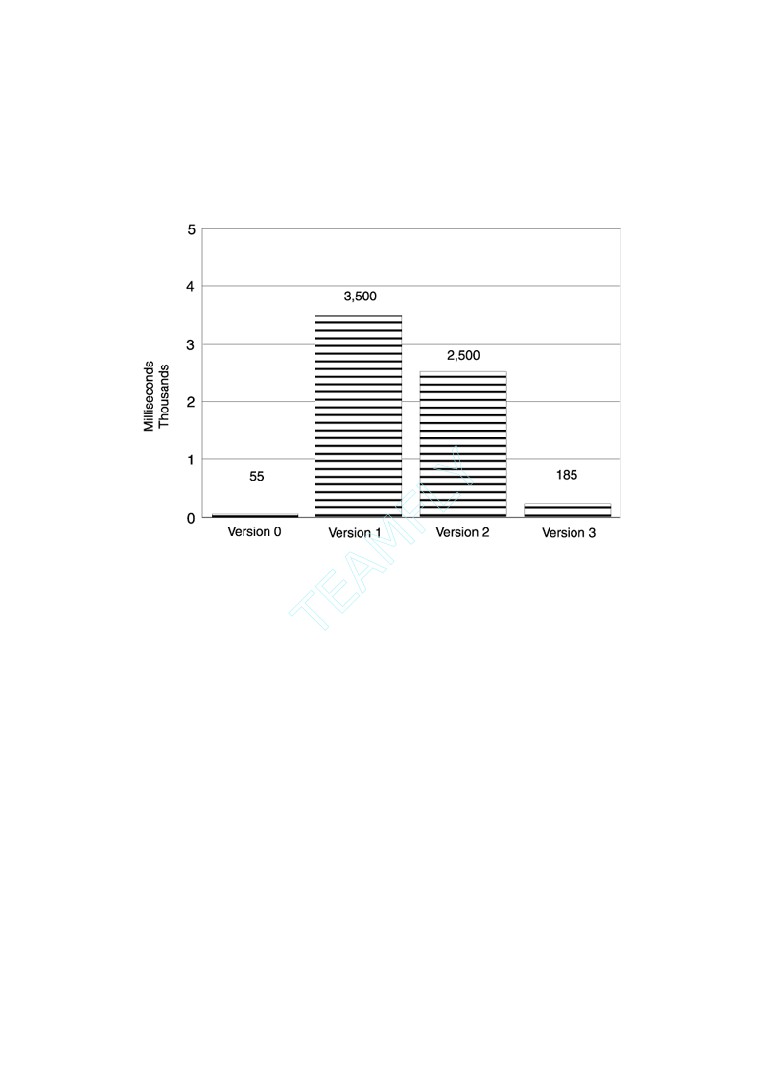 5
4
3
2
1
0
Milliseconds
Thousands
55
3,500
2,500
185
Version 0
Version 1
Version 2
Version 3
TEAMFLY